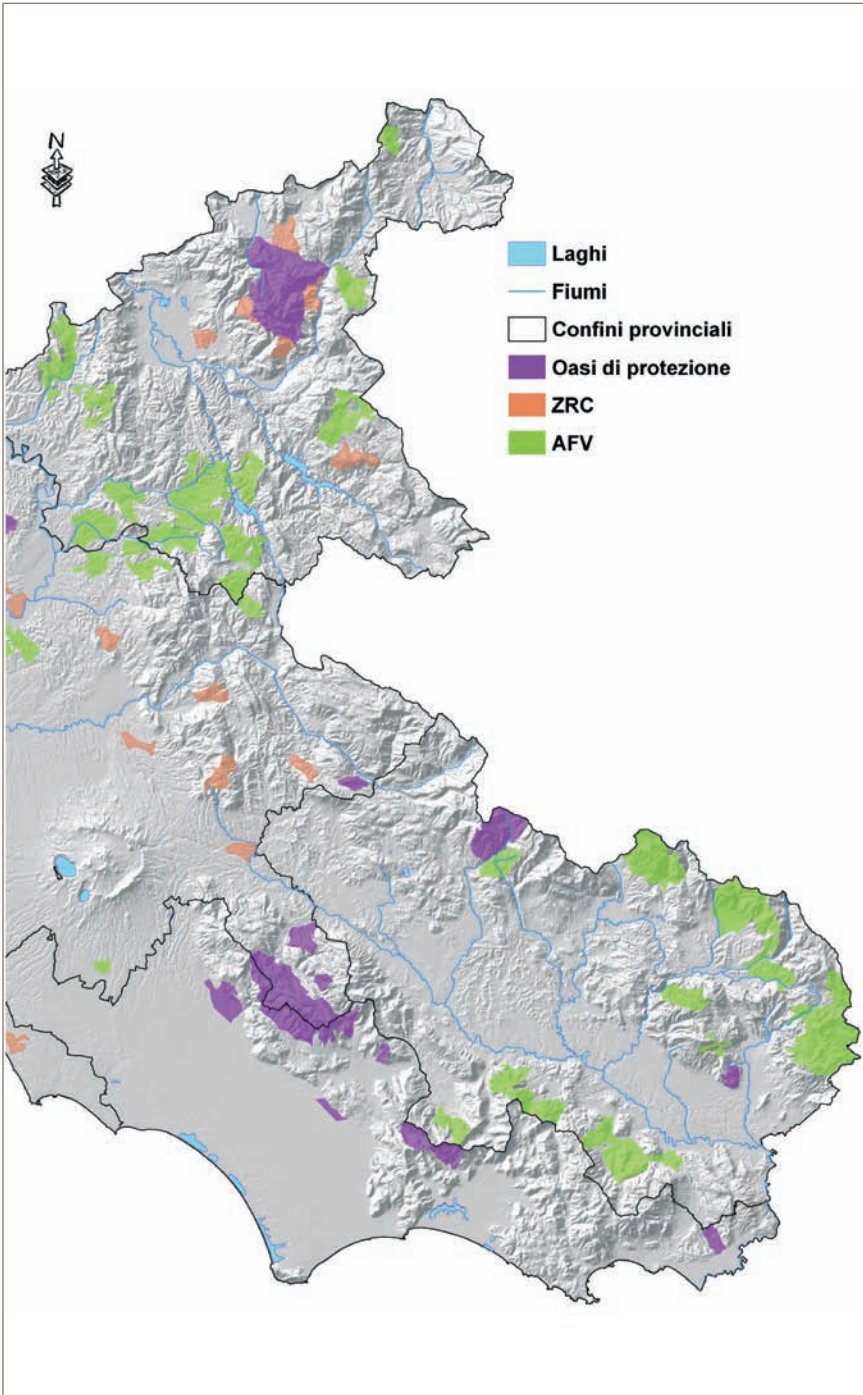 N
Laghi
Fiumi
Confini provinciali
Oasi di protezione
ZRC
AFV